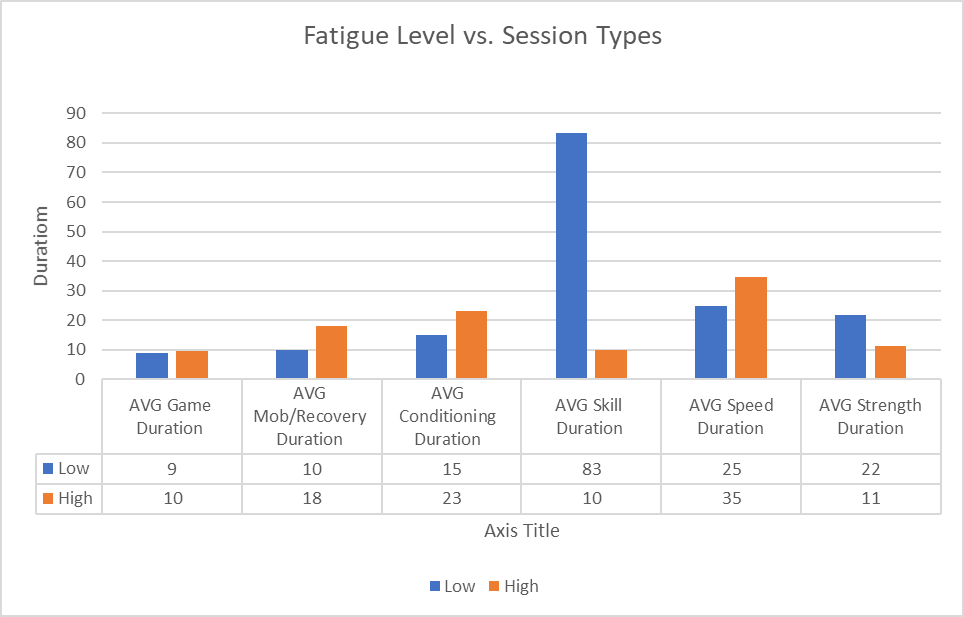 Fatigue Level vs. Session Types
Duratiom
90
80
70
60
50
40
30
20
10
0
AVG Game Duration
AVG Mob/Recovery Duration
AVG Conditioning Duration
AVG Skill Duration
AVG Speed Duration
AVG Strength Duration
Low 9 10 15 83 25 22
High 10 18 23 10 35 11
Axis Title
Low High